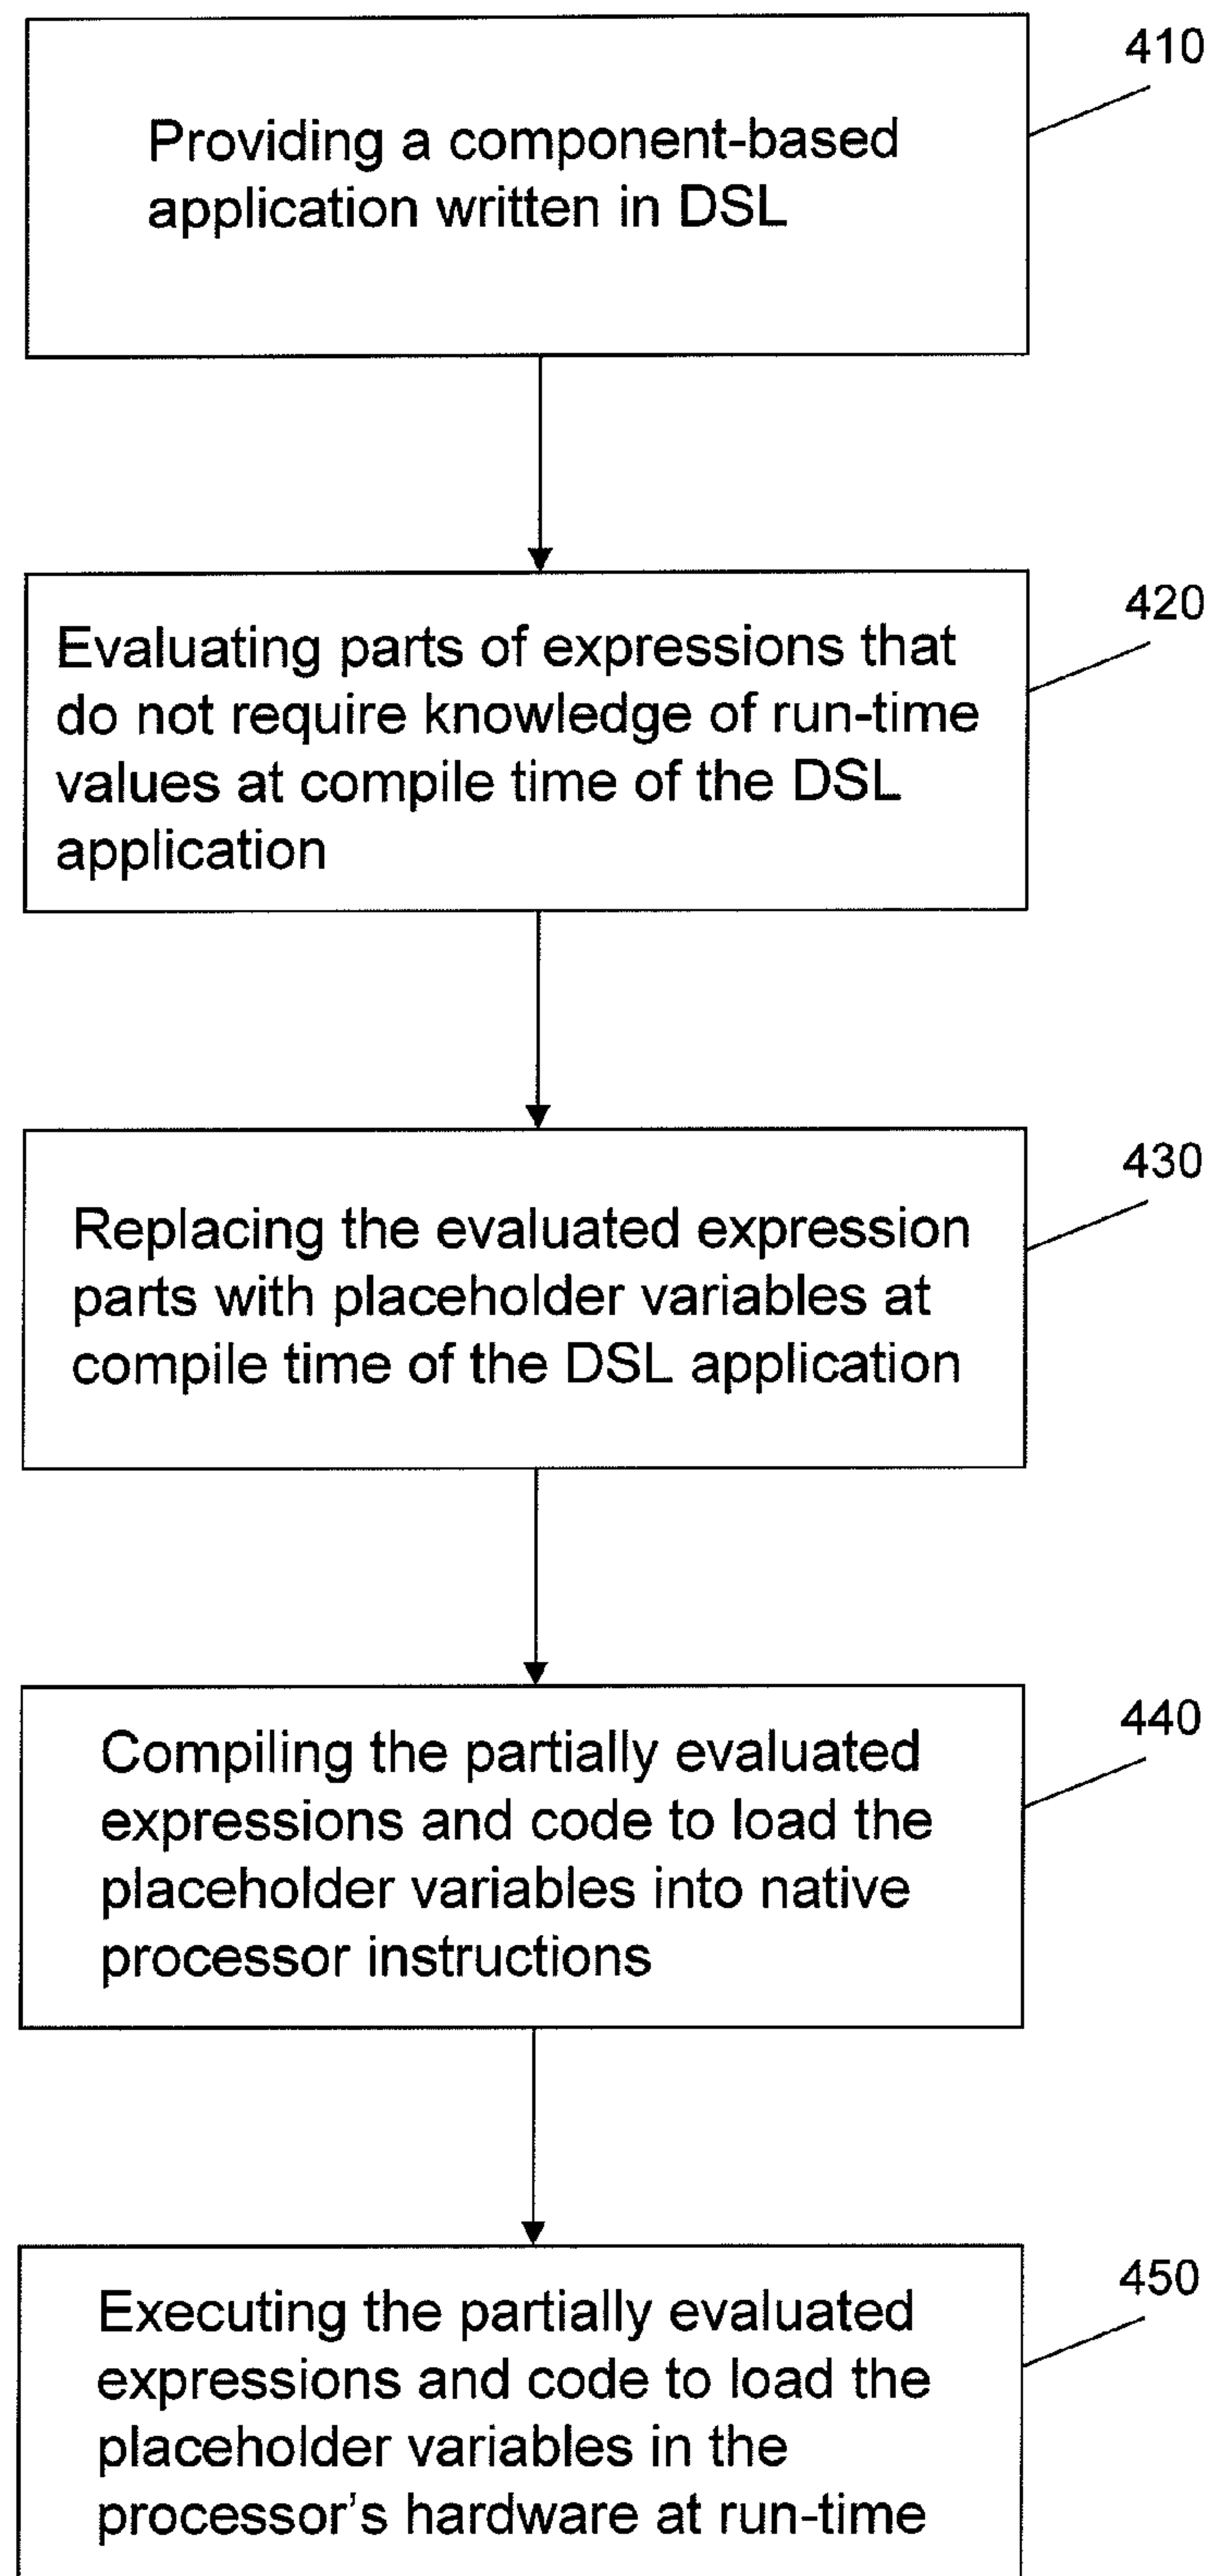 410
Providing a component-based
application written in DSL
420
Evaluating parts of expressions that
do not require knowledge of run-time
values at compile time of the DSL
application
430
Replacing the evaluated expression
parts with placeholder variables at
compile time of the DSL application
440
Compiling the partially evaluated
expressions and code to load the
placeholder variables into native
processor instructions
450
Executing the partially evaluated
expressions and code to load the
placeholder variables in the
processor's hardware at run-time